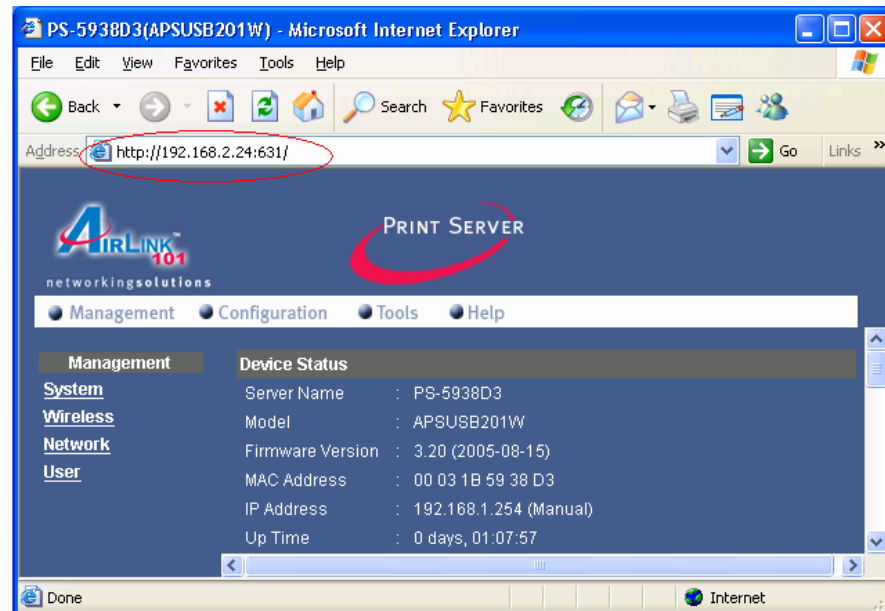 PS-5938D3(APSUSB201W) - Microsoft Internet Explorer
File Edit View Favorites Tools Help
Back Search Favorites
Address http://192.168.2.24:631/ Go Links »
AIRLINK™ 101
networkingsolutions
PRINT SERVER
Management Configuration Tools Help
Management
System
Wireless
Network
User
Device Status
Server Name : PS-5938D3
Model : APSUSB201W
Firmware Version : 3.20 (2005-08-15)
MAC Address : 00 03 1B 59 38 D3
IP Address : 192.168.1.254 (Manual)
Up Time : 0 days, 01:07:57
Done Internet